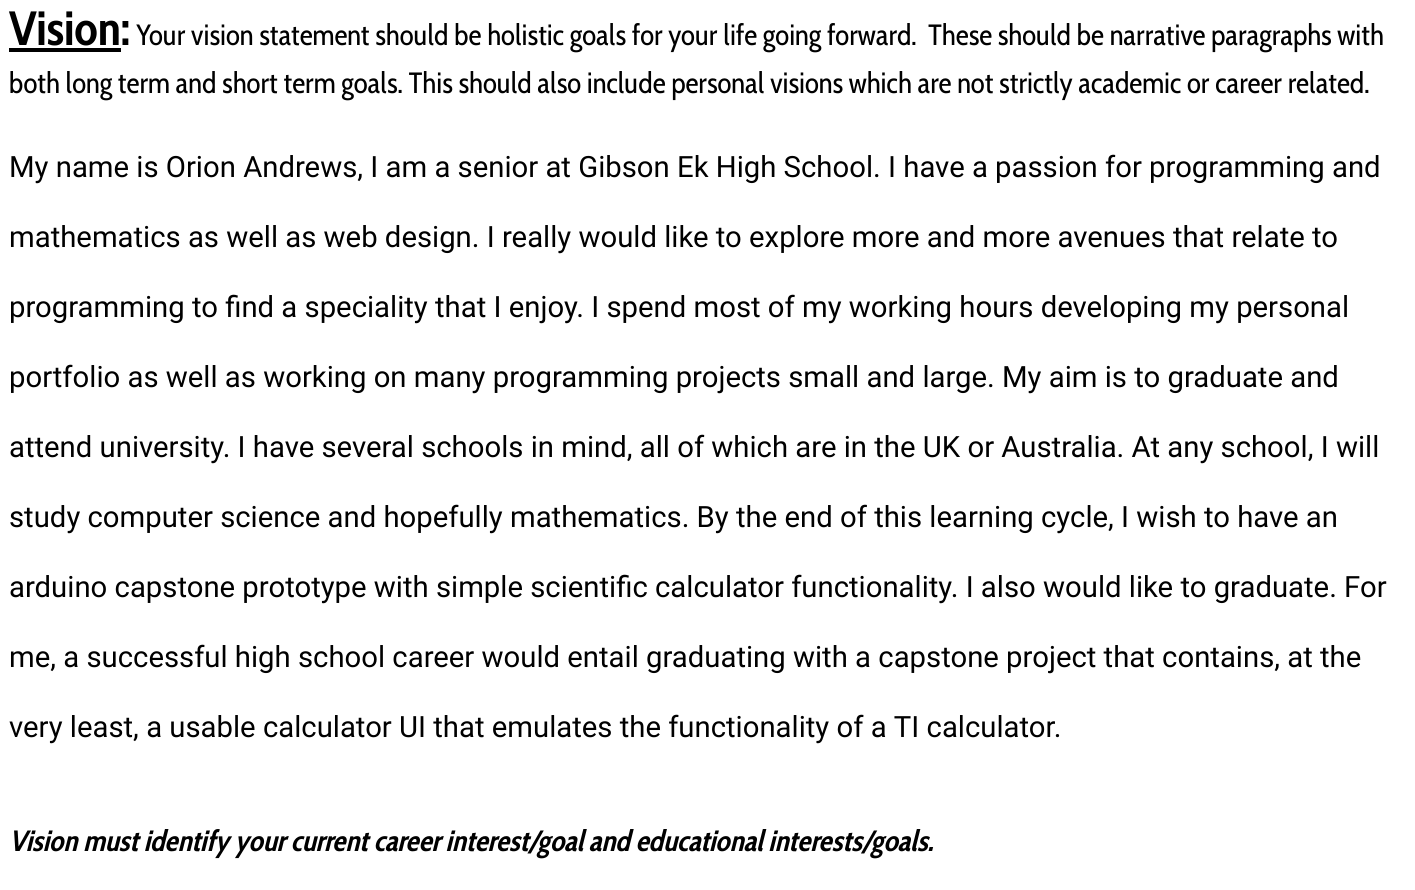 Vision: Your vision statement should be holistic goals for your life going forward.  These should be narrative paragraphs with
both long term and short term goals. This should also include personal visions which are not strictly academic or career related.
My name is Orion Andrews, I am a senior at Gibson Ek High School. I have a passion for programming and
mathematics as well as web design. I really would like to explore more and more avenues that relate to
programming to find a speciality that I enjoy. I spend most of my working hours developing my personal
portfolio as well as working on many programming projects small and large. My aim is to graduate and
attend university. I have several schools in mind, all of which are in the UK or Australia. At any school, I will
study computer science and hopefully mathematics. By the end of this learning cycle, I wish to have an
arduino capstone prototype with simple scientific calculator functionality. I also would like to graduate. For
me, a successful high school career would entail graduating with a capstone project that contains, at the
very least, a usable calculator UI that emulates the functionality of a TI calculator.
Vision must identify your current career interest/goal and educational interests/goals.